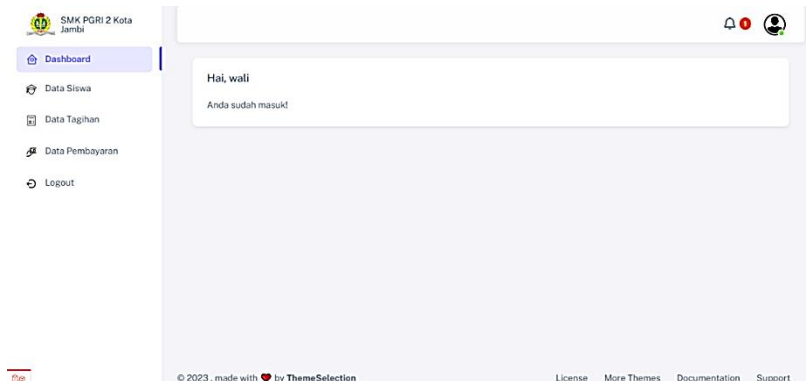 SMK PGRI 2 Kota
Jambi
Dashboard
Data Siswa
Data Tagihan
Data Pembayaran
Logout
1
Hai, wali
Anda sudah masuk!
© 2023 , made with ❤ by ThemeSelection
License More Themes Documentation Support